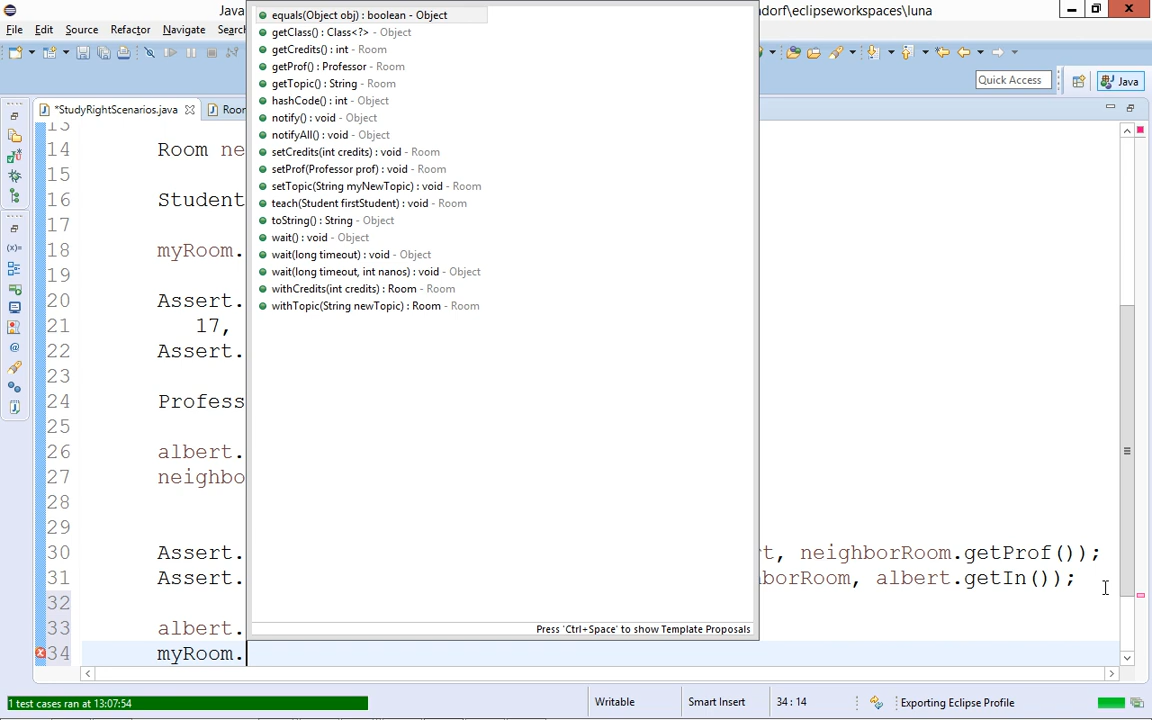 Java
dorf\eclipseworkspaces\luna
File Edit Source Refactor Navigate Search
Quick Access
Java
*StudyRightScenarios.java
Room
13
14 Room ne
15
16 Student
17
18 myRoom.
19
20 Assert.
21 17,
22 Assert.
23
24 Profess
25
26 albert.
27 neighbo
28
29
30 Assert. t, neighborRoom.getProf());
31 Assert. hborRoom, albert.getIn());
32
33 albert.
34 myRoom.
equals(Object obj) : boolean - Object
getClass() : Class<?> - Object
getCredits() : int - Room
getProf() : Professor - Room
getTopic() : String - Room
hashCode() : int - Object
notify() : void - Object
notifyAll() : void - Object
setCredits(int credits) : void - Room
setProf(Professor prof) : void - Room
setTopic(String myNewTopic) : void - Room
teach(Student firstStudent) : void - Room
toString() : String - Object
wait() : void - Object
wait(long timeout) : void - Object
wait(long timeout, int nanos) : void - Object
withCredits(int credits) : Room - Room
withTopic(String newTopic) : Room - Room
Press 'Ctrl+Space' to show Template Proposals
1 test cases ran at 13:07:54
Writable
Smart Insert
34 : 14
Exporting Eclipse Profile